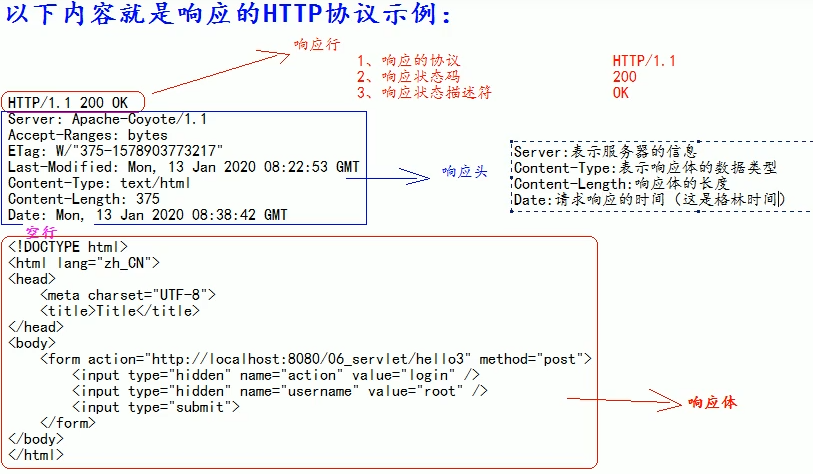 以下内容就是响应的HTTP协议示例：
响应行
1、响应的协议 HTTP/1.1
2、响应状态码 200
3、响应状态描述符 OK
HTTP/1.1 200 OK
Server: Apache-Coyote/1.1
Accept-Ranges: bytes
ETag: W/"375-1578903773217"
Last-Modified: Mon, 13 Jan 2020 08:22:53 GMT
Content-Type: text/html
Content-Length: 375
Date: Mon, 13 Jan 2020 08:38:42 GMT
响应头
Server:表示服务器的信息
Content-Type:表示响应体的数据类型
Content-Length:响应体的长度
Date:请求响应的时间（这是格林时间）
空行
<!DOCTYPE html>
<html lang="zh_CN">
<head>
    <meta charset="UTF-8">
    <title>Title</title>
</head>
<body>
    <form action="http://localhost:8080/06_servlet/hello3" method="post">
        <input type="hidden" name="action" value="login" />
        <input type="hidden" name="username" value="root" />
        <input type="submit">
    </form>
</body>
</html>
响应体